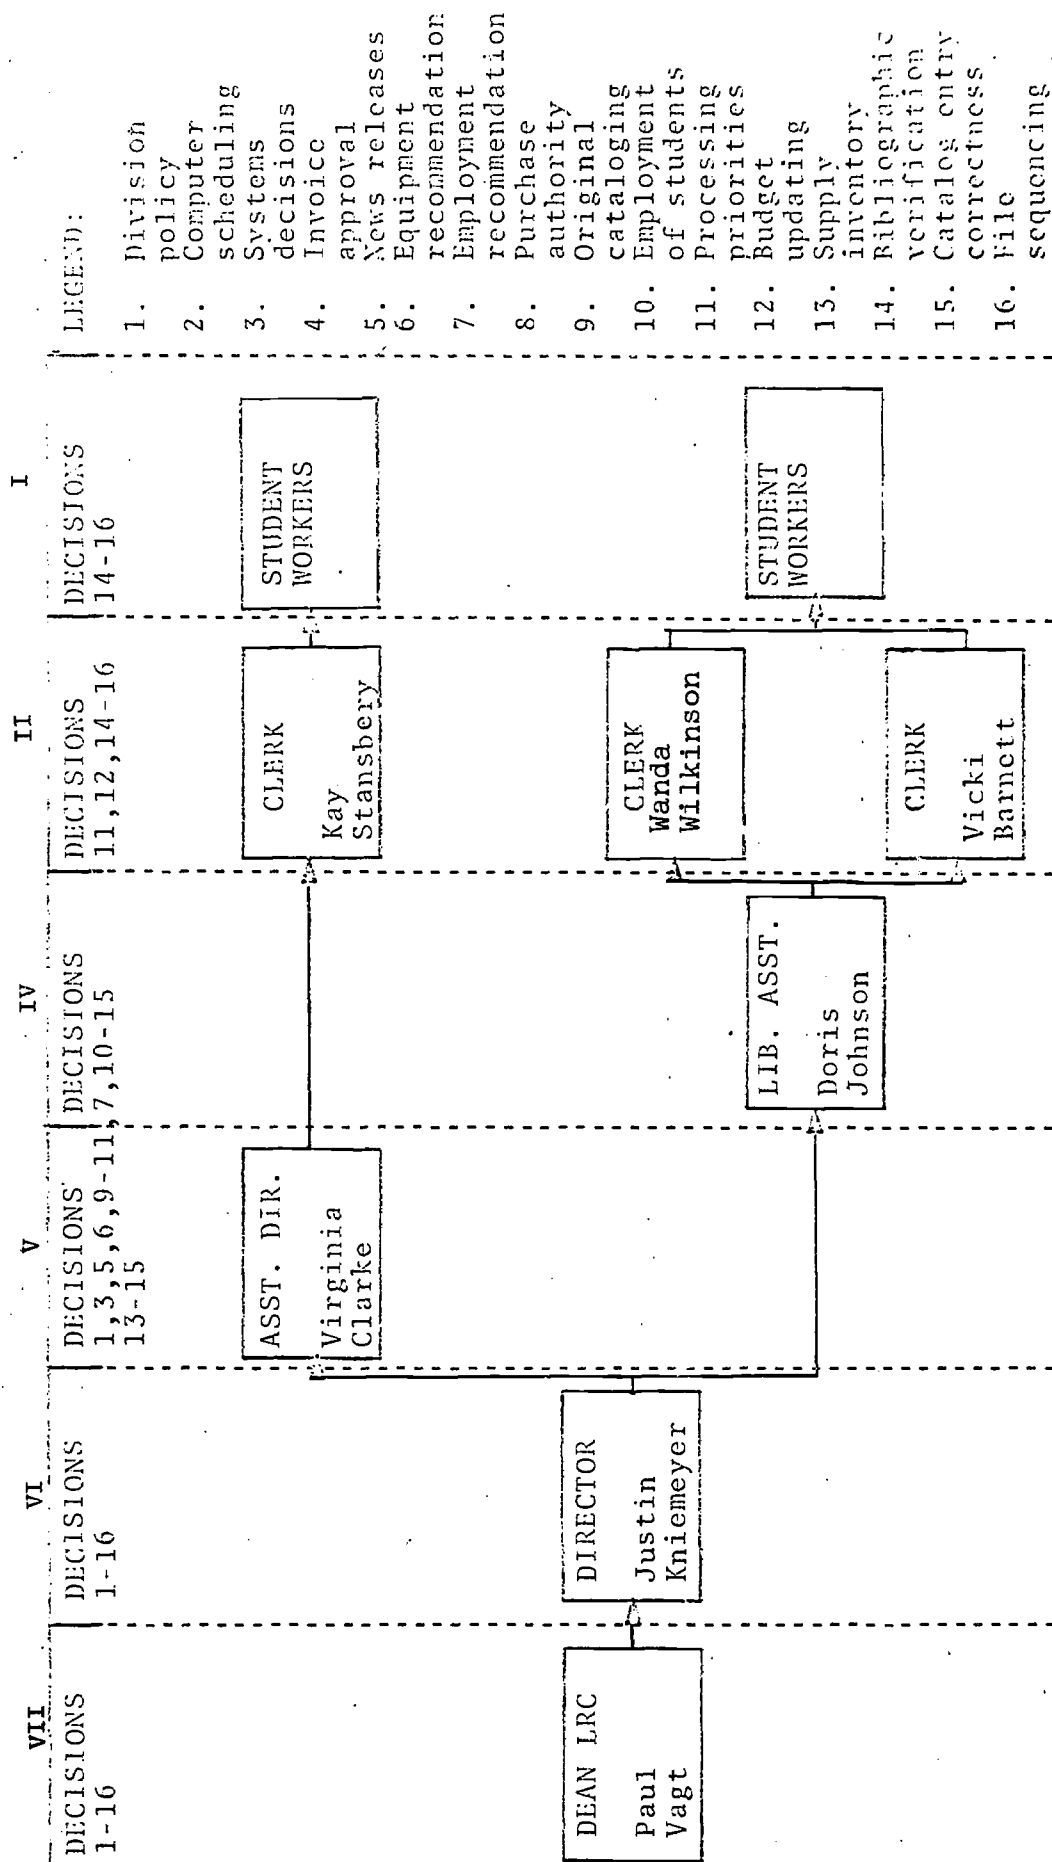 VII
VI
V
IV
II
I
DECISIONS
1-16
DECISIONS
1-16
DECISIONS
1,3,5,6,9-11,
13-15
DECISIONS
7,10-15
DECISIONS
11,12,14-16
DECISIONS
14-16
LEGEND:
1. Division
policy
2. Computer
scheduling
3. Systems
decisions
4. Invoice
approval
5. News releases
6. Equipment
recommendation
7. Employment
recommendation
8. Purchase
authority
9. Original
cataloging
10. Employment
of students
11. Processing
priorities
12. Budget
updating
13. Supply
inventory
14. Bibliographic
verification
15. Catalog entry
correctness
16. File
sequencing
DEAN LRC
Paul
Vagt
DIRECTOR
Justin
Kniemeyer
ASST. DIR.
Virginia
Clarke
LIB. ASST.
Doris
Johnson
CLERK
Kay
Stansbery
CLERK
Wanda
Wilkinson
CLERK
Vicki
Barnett
STUDENT
WORKERS
STUDENT
WORKERS